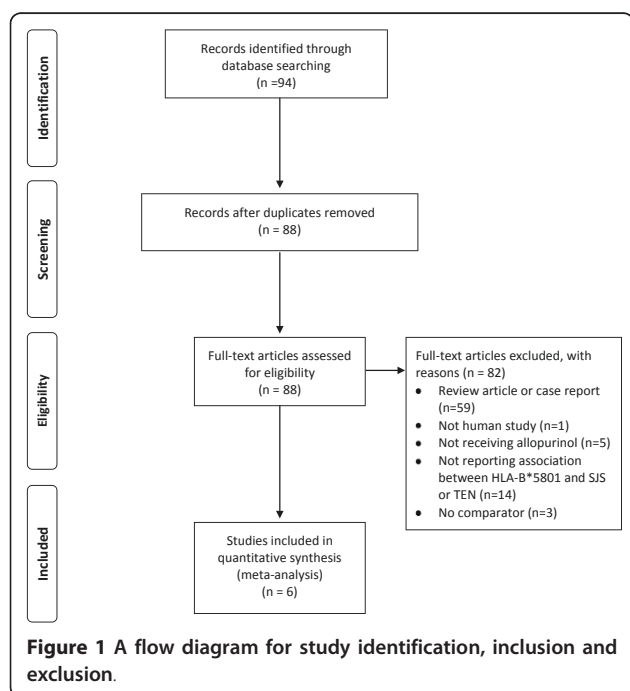 Identification
Records identified through
database searching
(n =94)
Screening
Records after duplicates removed
(n = 88)
Eligibility
Full-text articles assessed
for eligibility
(n = 88)
Full-text articles excluded, with
reasons (n = 82)
• Review article or case report
(n=59)
• Not human study (n=1)
• Not receiving allopurinol (n=5)
• Not reporting association
between HLA-B*5801 and SJS
or TEN (n=14)
• No comparator (n=3)
Included
Studies included in
quantitative synthesis
(meta-analysis)
(n = 6)
Figure 1 A flow diagram for study identification, inclusion and
exclusion.